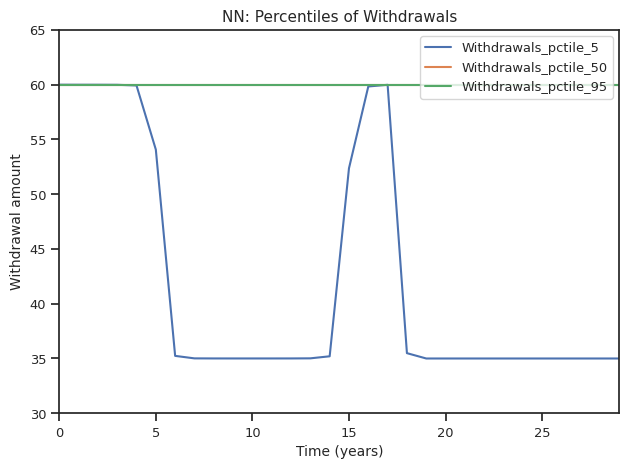 NN: Percentiles of Withdrawals
65
60
55
50
45
40
35
30
Withdrawal amount
Withdrawals_pctile_5
Withdrawals_pctile_50
Withdrawals_pctile_95
0 5 10 15 20 25
Time (years)